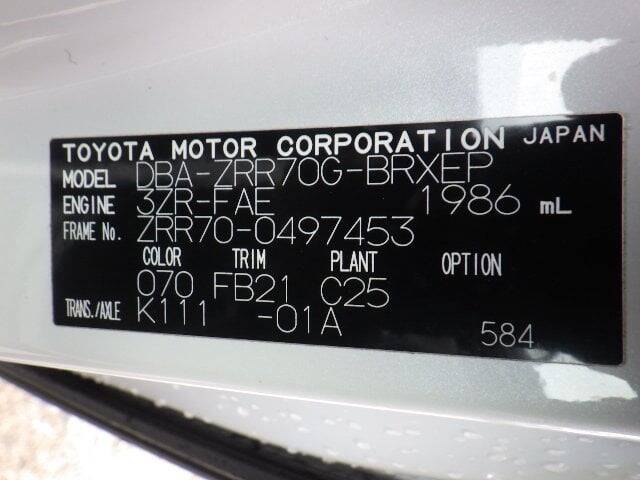 TOYOTA MOTOR CORPORATION JAPAN
MODEL DBA-ZRR70G-BRXEP
ENGINE 3ZR-FAE 1986 mL
FRAME No. ZRR70-0497453
COLOR TRIM PLANT OPTION
070 FB21 C25
TRANS./AXLE K111 -01A
584